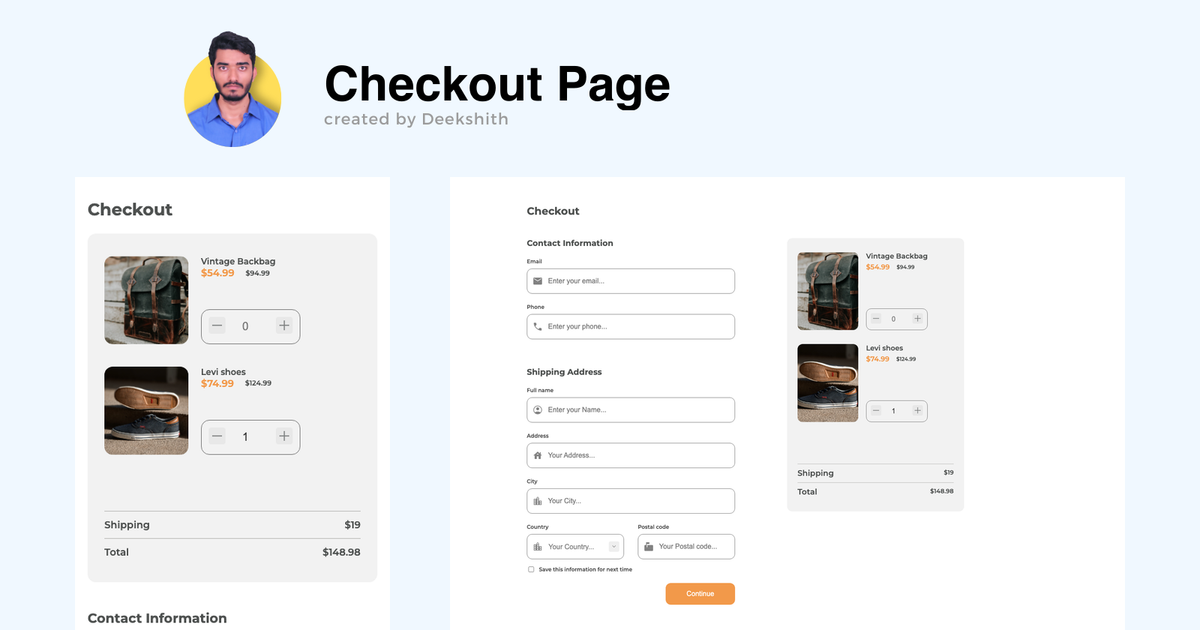 Checkout Page
created by Deekshith
Checkout
Vintage Backbag
$54.99 $94.99
0
Levi shoes
$74.99 $124.99
1
Shipping $19
Total $148.98
Contact Information
Checkout
Contact Information
Email
Enter your email...
Phone
Enter your phone...
Shipping Address
Full name
Enter your Name...
Address
Your Address...
City
Your City...
Country Postal code
Your Country... Your Postal code...
Save this information for next time
Continue
Vintage Backbag
$54.99 $94.99
0
Levi shoes
$74.99 $124.99
1
Shipping $19
Total $148.98